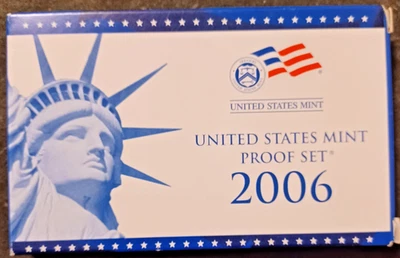 UNITED STATES MINT
UNITED STATES MINT
PROOF SET®
2006